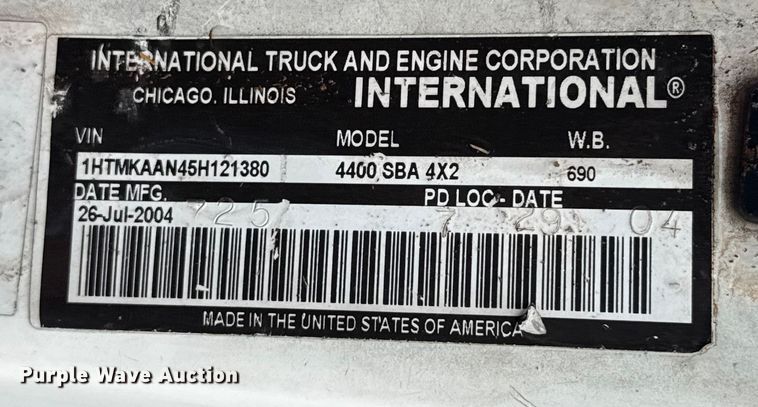 INTERNATIONAL TRUCK AND ENGINE CORPORATION
CHICAGO, ILLINOIS INTERNATIONAL®
VIN MODEL W.B.
1HTMKAAN45H121380 4400 SBA 4X2 690
DATE MFG. PD LOC - DATE
26-Jul-2004 725 7 29 04
MADE IN THE UNITED STATES OF AMERICA
Purple Wave Auction